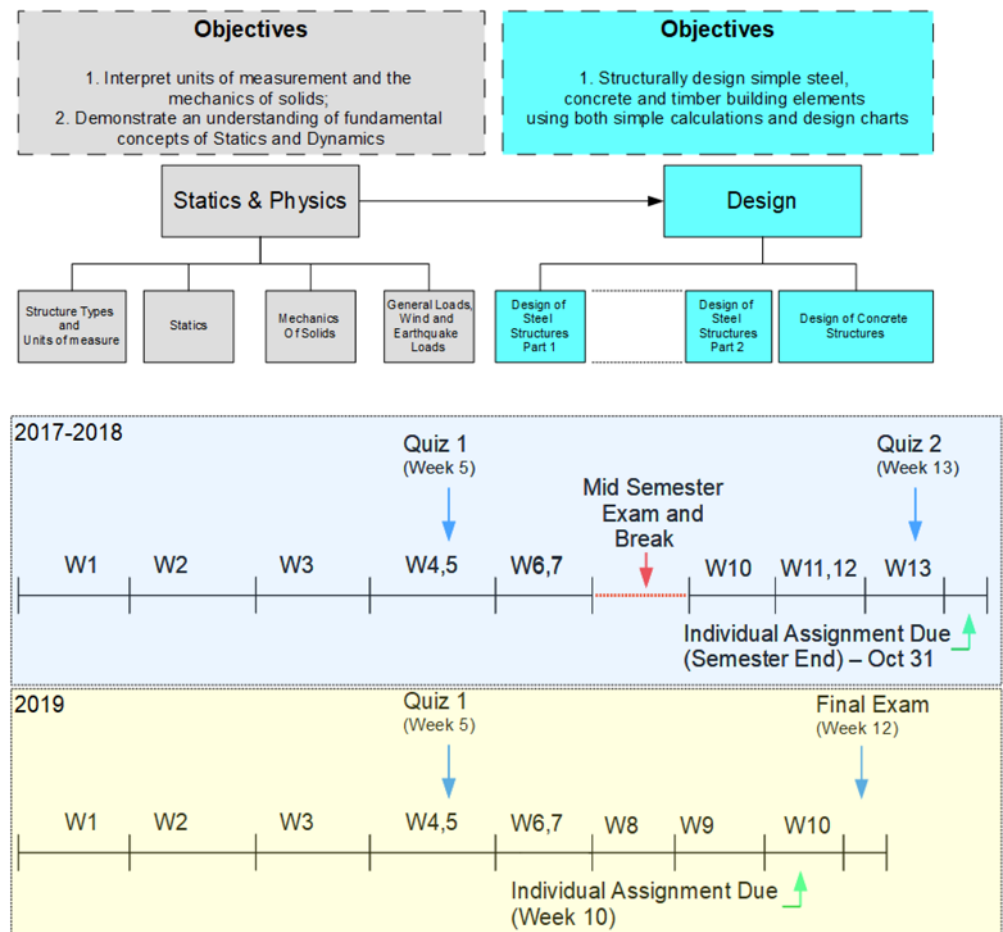 Objectives
1. Interpret units of measurement and the
mechanics of solids;
2. Demonstrate an understanding of fundamental
concepts of Statics and Dynamics
Objectives
1. Structurally design simple steel,
concrete and timber building elements
using both simple calculations and design charts
Statics & Physics
Design
Structure Types
and
Units of measure
Statics
Mechanics
Of Solids
General Loads,
Wind and
Earthquake
Loads
Design of
Steel
Structures
Part 1
Design of
Steel
Structures
Part 2
Design of Concrete
Structures
2017-2018
Quiz 1
(Week 5)
Mid Semester
Exam and
Break
Quiz 2
(Week 13)
W1
W2
W3
W4,5
W6,7
W10
W11,12
W13
Individual Assignment Due
(Semester End) – Oct 31
2019
Quiz 1
(Week 5)
Final Exam
(Week 12)
W1
W2
W3
W4,5
W6,7
W8
W9
W10
Individual Assignment Due
(Week 10)